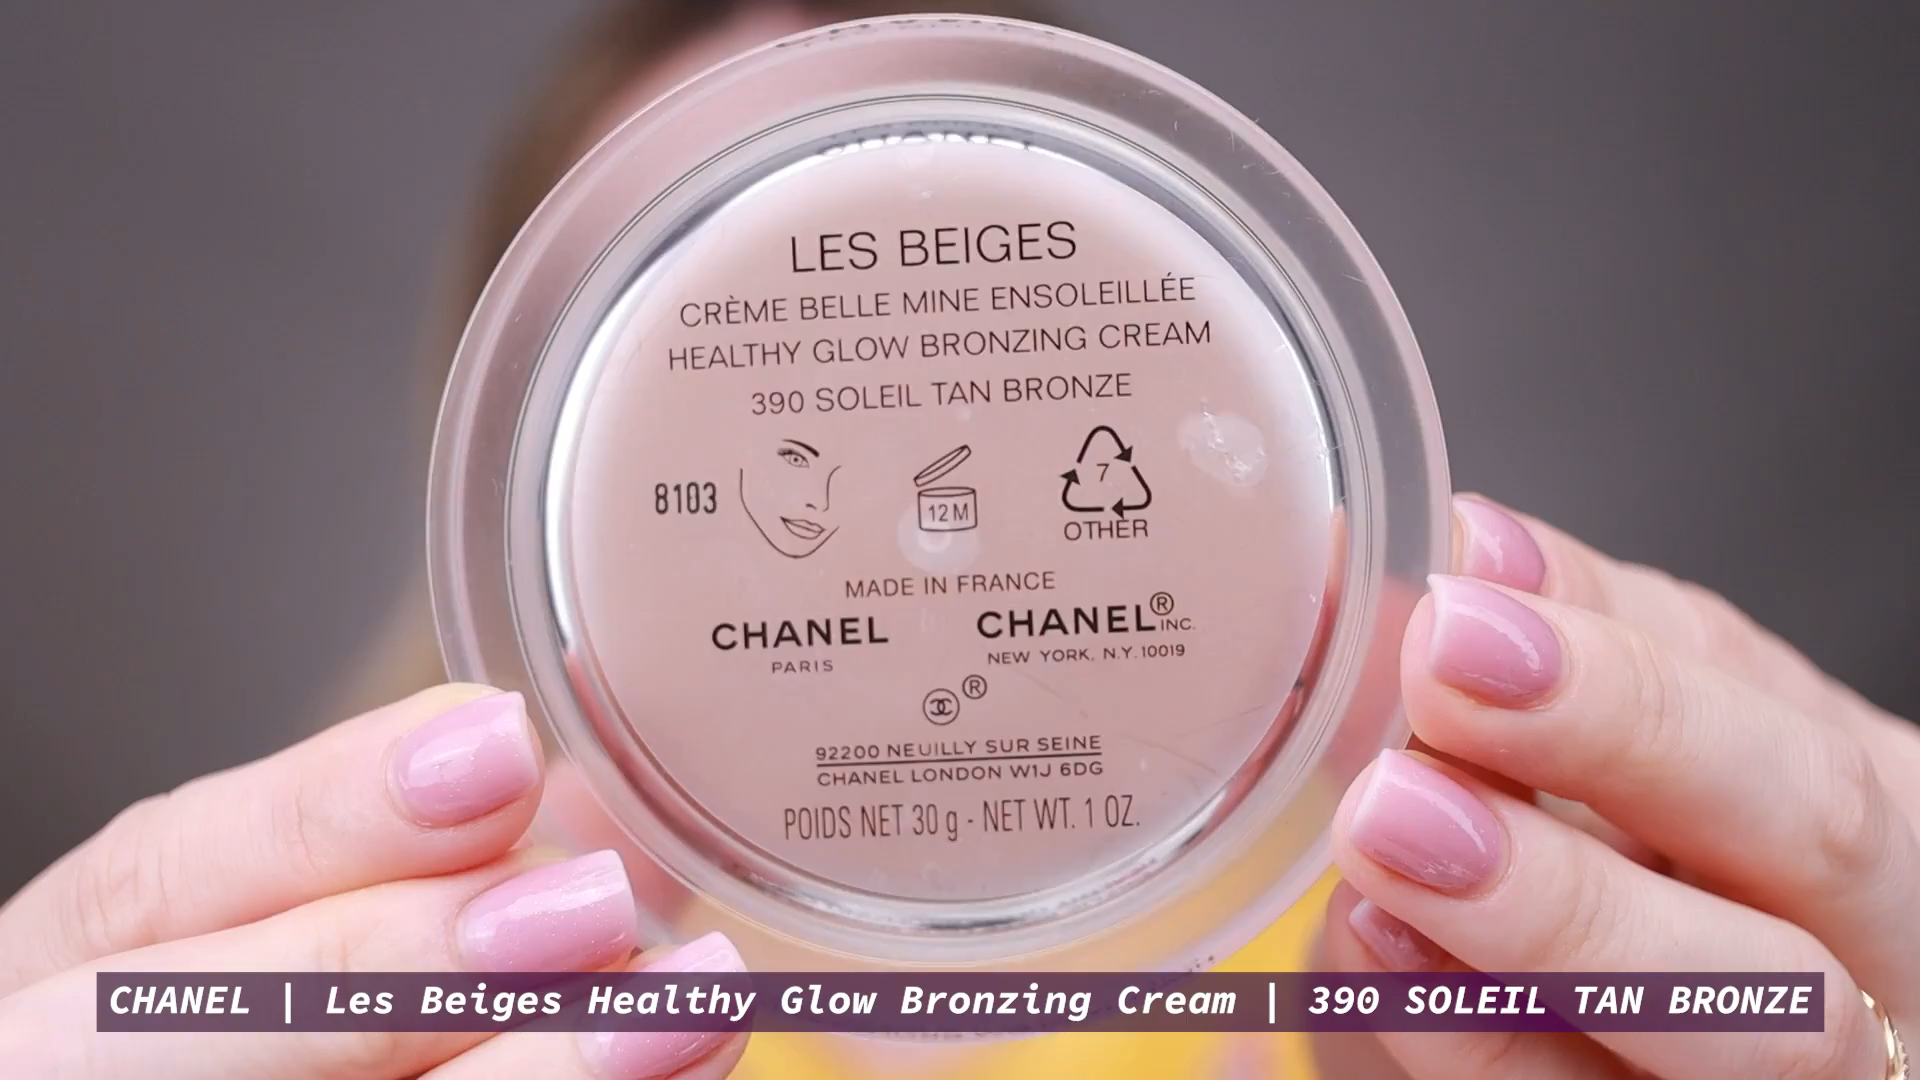 LES BEIGES
CRÈME BELLE MINE ENSOLEILLÉE
HEALTHY GLOW BRONZING CREAM
390 SOLEIL TAN BRONZE
8103
12 M
7
OTHER
MADE IN FRANCE
CHANEL
PARIS
CHANEL® INC.
NEW YORK, N.Y. 10019
®
92200 NEUILLY SUR SEINE
CHANEL LONDON W1J 6DG
POIDS NET 30 g - NET WT. 1 OZ.
CHANEL | Les Beiges Healthy Glow Bronzing Cream | 390 SOLEIL TAN BRONZE